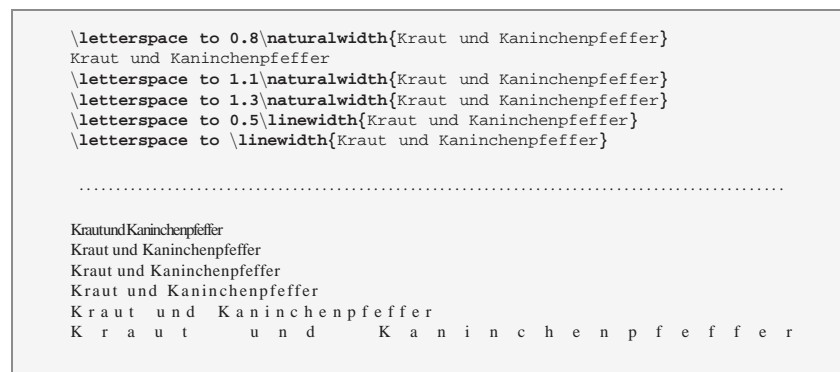 \letterspace to 0.8\naturalwidth{Kraut und Kaninchenpfeffer}
Kraut und Kaninchenpfeffer
\letterspace to 1.1\naturalwidth{Kraut und Kaninchenpfeffer}
\letterspace to 1.3\naturalwidth{Kraut und Kaninchenpfeffer}
\letterspace to 0.5\linewidth{Kraut und Kaninchenpfeffer}
\letterspace to \linewidth{Kraut und Kaninchenpfeffer}
Kraut und Kaninchenpfeffer
Kraut und Kaninchenpfeffer
Kraut und Kaninchenpfeffer
Kraut und Kaninchenpfeffer
K r a u t u n d K a n i n c h e n p f e f f e r
K r a u t u n d K a n i n c h e n p f e f f e r